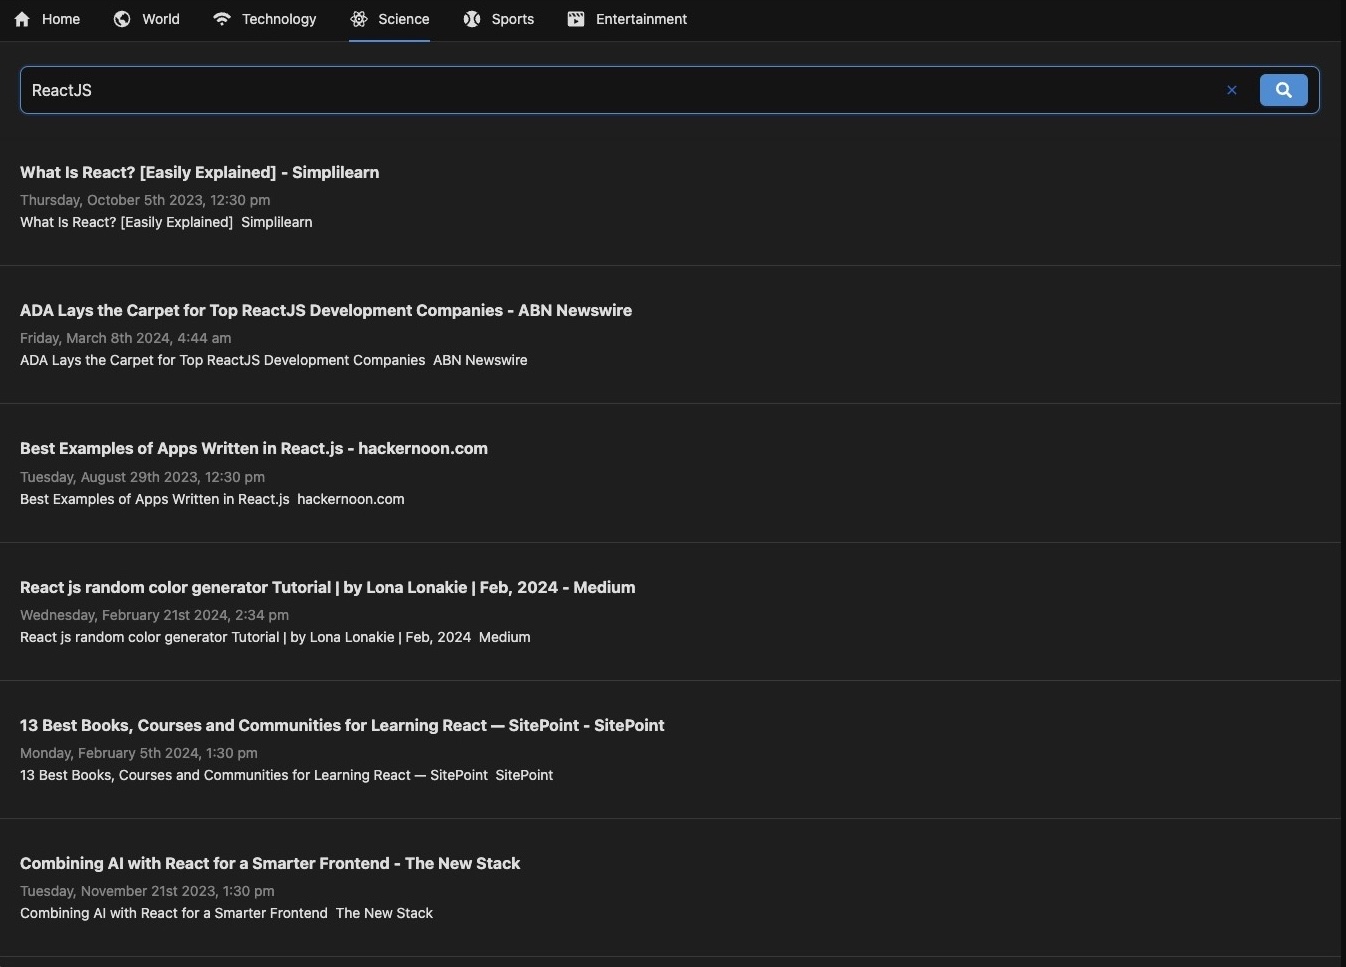 Home World Technology Science Sports Entertainment
ReactJS
What Is React? [Easily Explained] - Simplilearn
Thursday, October 5th 2023, 12:30 pm
What Is React? [Easily Explained]  Simplilearn
ADA Lays the Carpet for Top ReactJS Development Companies - ABN Newswire
Friday, March 8th 2024, 4:44 am
ADA Lays the Carpet for Top ReactJS Development Companies  ABN Newswire
Best Examples of Apps Written in React.js - hackernoon.com
Tuesday, August 29th 2023, 12:30 pm
Best Examples of Apps Written in React.js  hackernoon.com
React js random color generator Tutorial | by Lona Lonakie | Feb, 2024 - Medium
Wednesday, February 21st 2024, 2:34 pm
React js random color generator Tutorial | by Lona Lonakie | Feb, 2024  Medium
13 Best Books, Courses and Communities for Learning React — SitePoint - SitePoint
Monday, February 5th 2024, 1:30 pm
13 Best Books, Courses and Communities for Learning React — SitePoint  SitePoint
Combining AI with React for a Smarter Frontend - The New Stack
Tuesday, November 21st 2023, 1:30 pm
Combining AI with React for a Smarter Frontend  The New Stack